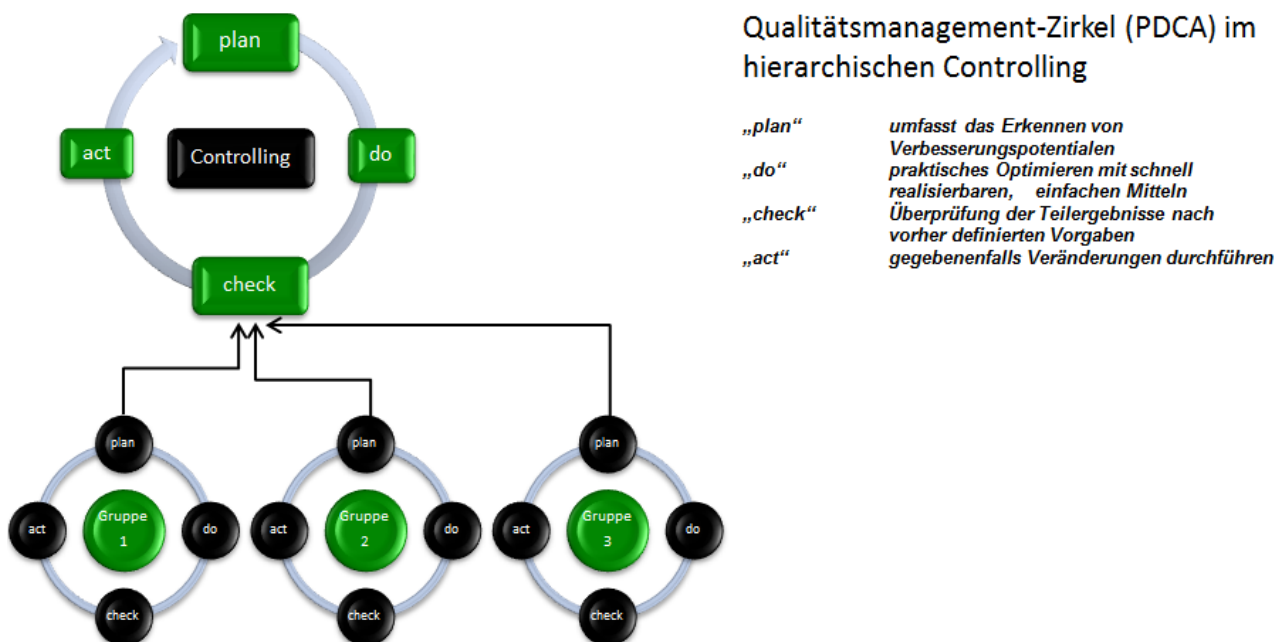 plan
act
Controlling
do
check
Qualitätsmanagement-Zirkel (PDCA) im
hierarchischen Controlling
„plan“ umfasst das Erkennen von
Verbesserungspotentialen
„do“ praktisches Optimieren mit schnell
realisierbaren, einfachen Mitteln
„check“ Überprüfung der Teilergebnisse nach
vorher definierten Vorgaben
„act“ gegebenenfalls Veränderungen durchführen
plan
act
Gruppe
1
do
check
plan
act
Gruppe
2
do
check
plan
act
Gruppe
3
do
check